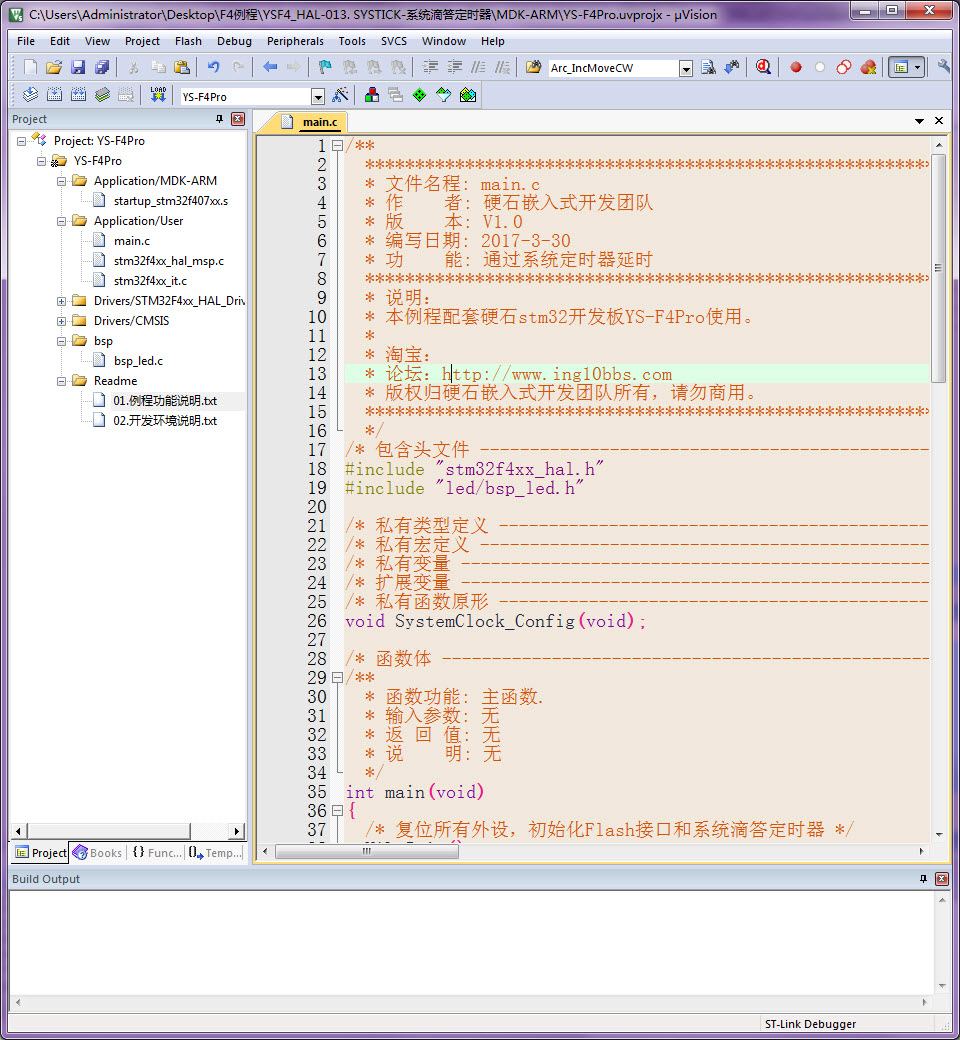 C:\Users\Administrator\Desktop\F4例程\YSF4_HAL-013. SYSTICK-系统滴答定时器\MDK-ARM\YS-F4Pro.uvprojx - µVision
File Edit View Project Flash Debug Peripherals Tools SVCS Window Help
Arc_IncMoveCW
LOAD YS-F4Pro
Project
main.c
Project: YS-F4Pro
YS-F4Pro
Application/MDK-ARM
startup_stm32f407xx.s
Application/User
main.c
stm32f4xx_hal_msp.c
stm32f4xx_it.c
Drivers/STM32F4xx_HAL_Driv
Drivers/CMSIS
bsp
bsp_led.c
Readme
01.例程功能说明.txt
02.开发环境说明.txt
Project Books {} Func... Temp...
1 /**
2 ***********************************************************
3 * 文件名程: main.c
4 * 作    者: 硬石嵌入式开发团队
5 * 版    本: V1.0
6 * 编写日期: 2017-3-30
7 * 功    能: 通过系统定时器延时
8 ***********************************************************
9 * 说明：
10 * 本例程配套硬石stm32开发板YS-F4Pro使用。
11 *
12 * 淘宝：
13 * 论坛：http://www.ing10bbs.com
14 * 版权归硬石嵌入式开发团队所有，请勿商用。
15 ***********************************************************
16 */
17 /* 包含头文件 ----------------------------------------------
18 #include "stm32f4xx_hal.h"
19 #include "led/bsp_led.h"
20
21 /* 私有类型定义 --------------------------------------------
22 /* 私有宏定义 ----------------------------------------------
23 /* 私有变量 ------------------------------------------------
24 /* 扩展变量 ------------------------------------------------
25 /* 私有函数原形 --------------------------------------------
26 void SystemClock_Config(void);
27
28 /* 函数体 --------------------------------------------------
29 /**
30 * 函数功能: 主函数.
31 * 输入参数: 无
32 * 返 回 值: 无
33 * 说    明: 无
34 */
35 int main(void)
36 {
37 /* 复位所有外设，初始化Flash接口和系统滴答定时器 */
Build Output
ST-Link Debugger